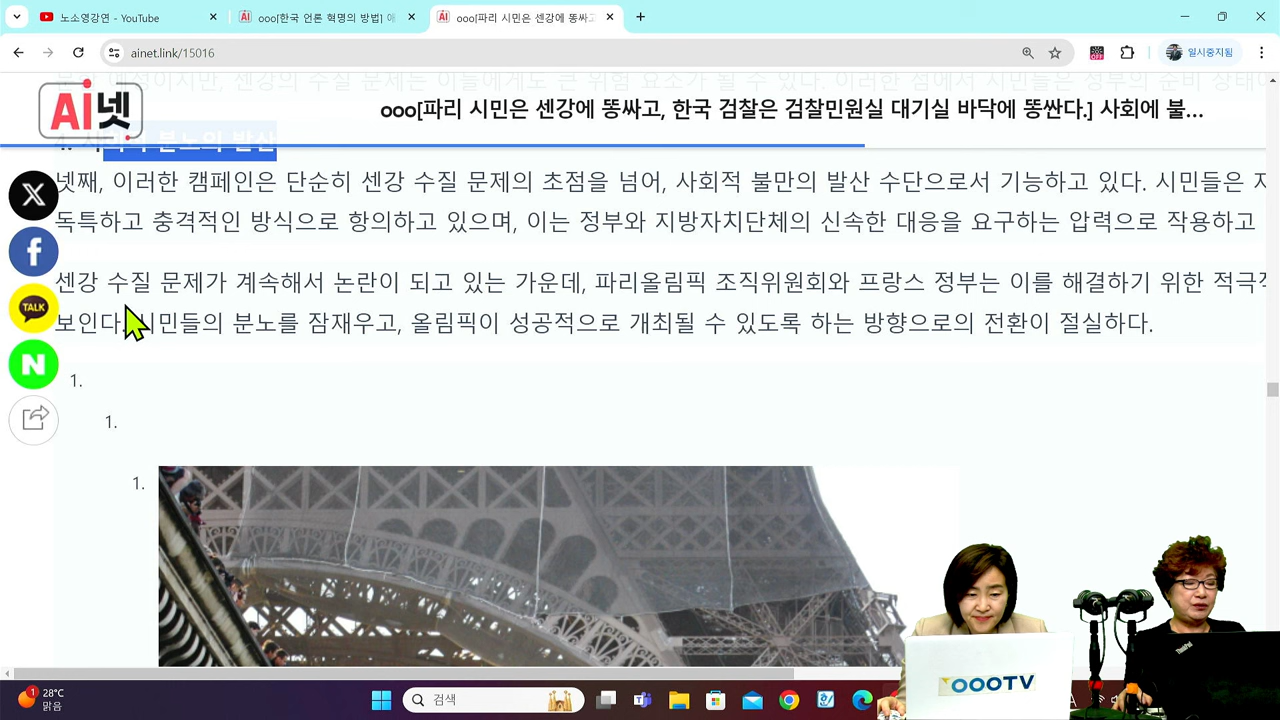 노소영강연 - YouTube
ooo[한국 언론 혁명의 방법] 애
ooo[파리 시민은 센강에 똥싸고
ainet.link/15016
OFF
일시중지됨
Ai넷
ooo[파리 시민은 센강에 똥싸고, 한국 검찰은 검찰민원실 대기실 바닥에 똥싼다.] 사회에 불...
넷째, 이러한 캠페인은 단순히 센강 수질 문제의 초점을 넘어, 사회적 불만의 발산 수단으로서 기능하고 있다. 시민들은
독특하고 충격적인 방식으로 항의하고 있으며, 이는 정부와 지방자치단체의 신속한 대응을 요구하는 압력으로 작용하고
센강 수질 문제가 계속해서 논란이 되고 있는 가운데, 파리올림픽 조직위원회와 프랑스 정부는 이를 해결하기 위한
보인다. 시민들의 분노를 잠재우고, 올림픽이 성공적으로 개최될 수 있도록 하는 방향으로의 전환이 절실하다.
X
f
TALK
N
1.
1.
1.
OOOTV
ThinkPad
1
28°C
맑음
검색
A